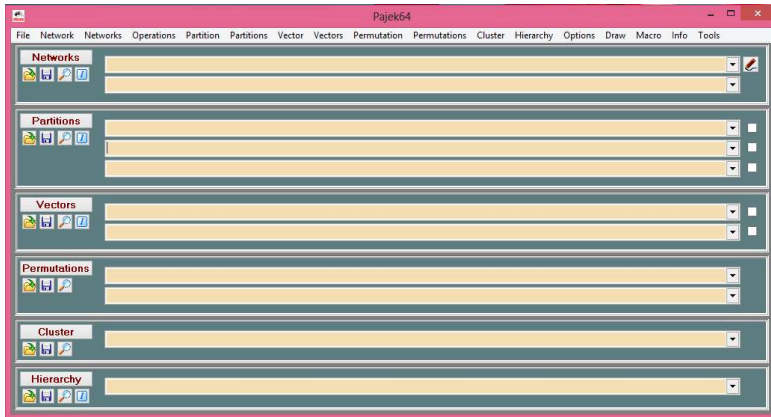 Pajek64
File Network Networks Operations Partition Partitions Vector Vectors Permutation Permutations Cluster Hierarchy Options Draw Macro Info Tools
Networks
Partitions
Vectors
Permutations
Cluster
Hierarchy